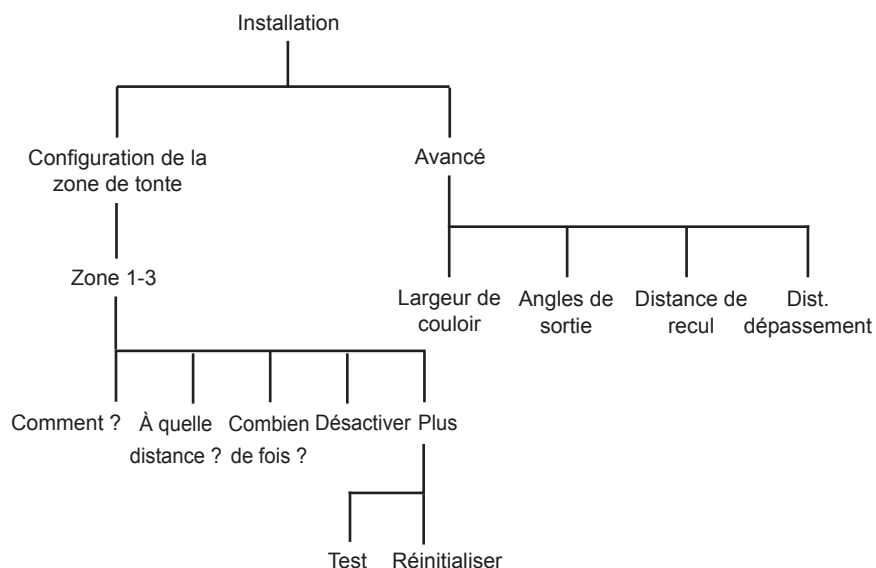 Installation
Configuration de la
zone de tonte
Avancé
Zone 1-3
Largeur de
couloir
Angles de
sortie
Distance de
recul
Dist.
dépassement
Comment ?
À quelle
distance ?
Combien
de fois ?
Désactiver
Plus
Test
Réinitialiser